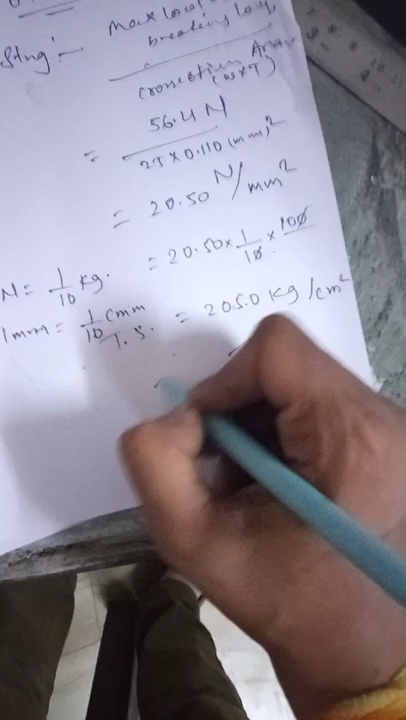 Max Load
breaking Load
Crossection Area
(W×T)
56.4 N
= 25 × 0.110 (mm)²
= 20.50 N/mm²
N = 1/10 kg. = 20.50 × 1/10 × 100
1mm = 1/10 cmm = 205.0 kg/cm²
T.S.